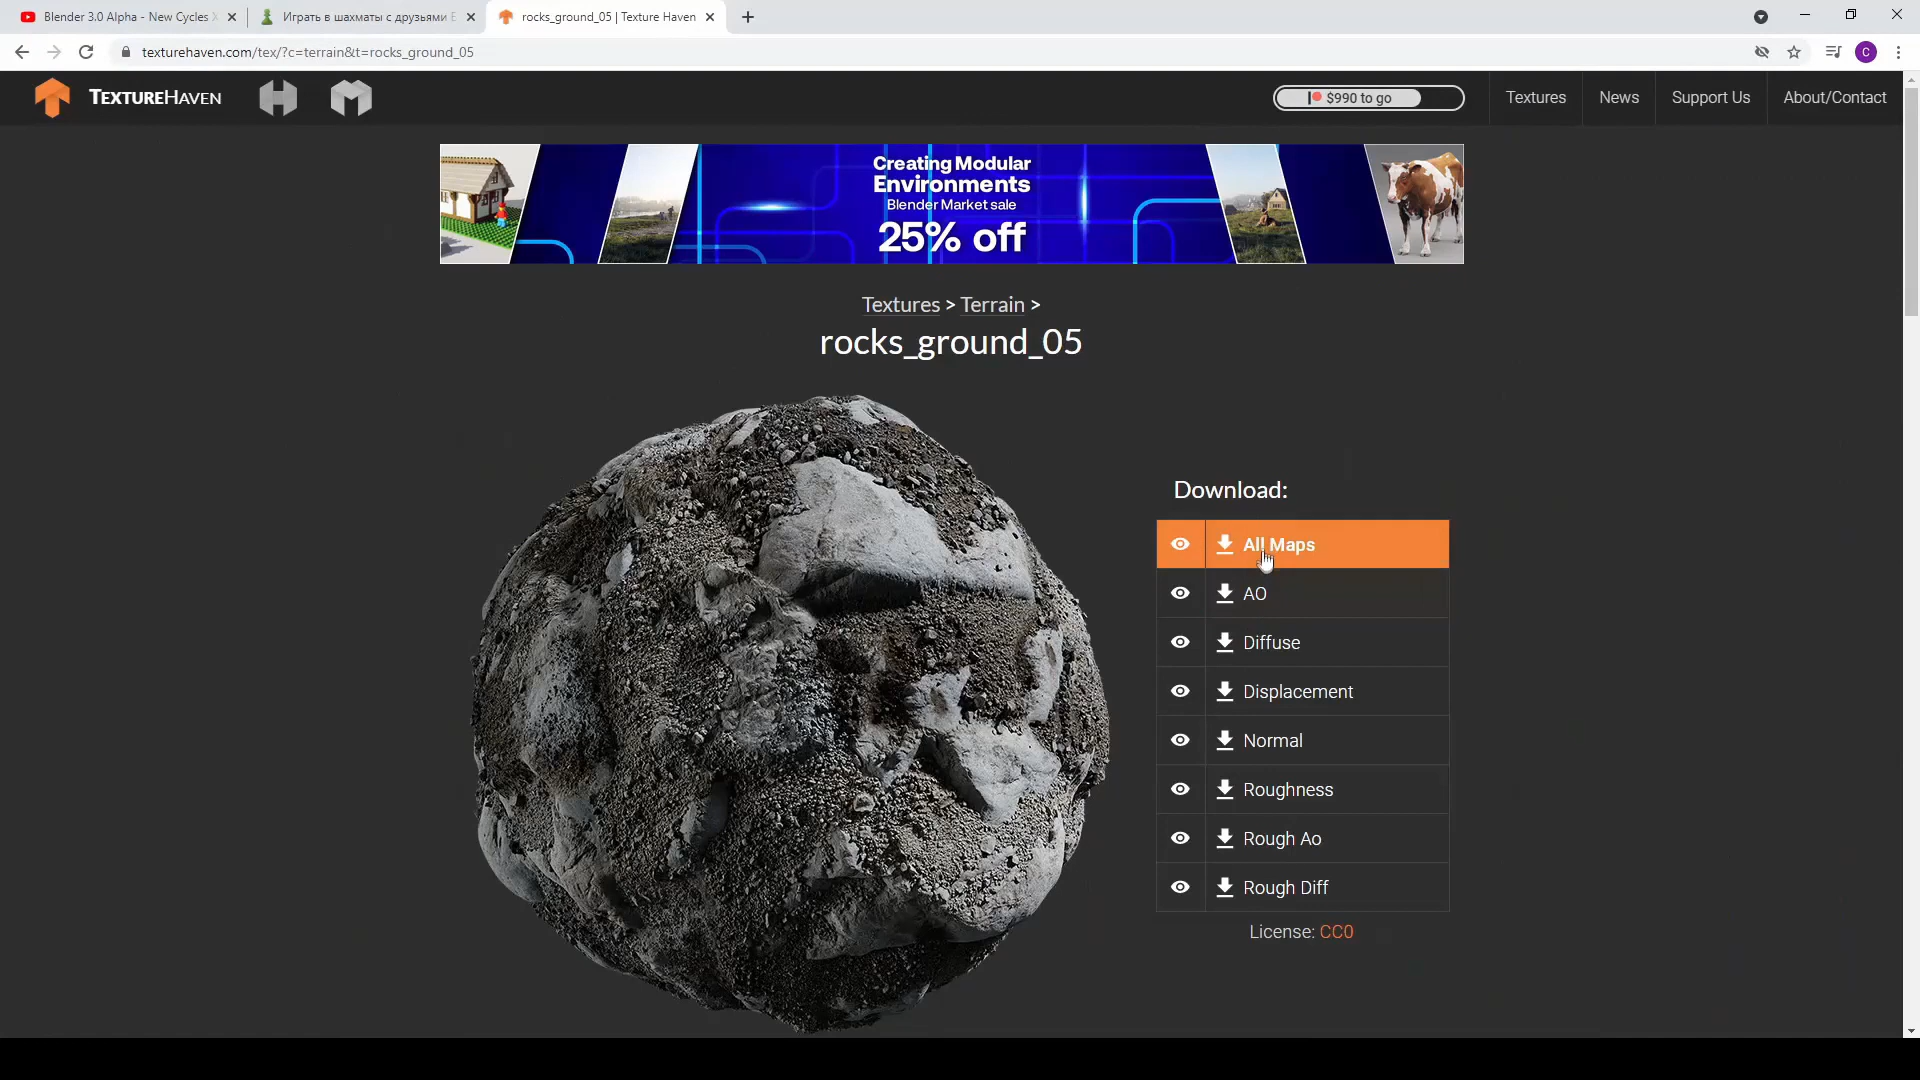 Blender 3.0 Alpha - New Cycles
Играть в шахматы с друзьями
rocks_ground_05 | Texture Haven
texturehaven.com/tex/?c=terrain&t=rocks_ground_05
C
TEXTUREHAVEN
$990 to go
Textures
News
Support Us
About/Contact
Creating Modular
Environments
Blender Market sale
25% off
Textures > Terrain >
rocks_ground_05
Download:
All Maps
AO
Diffuse
Displacement
Normal
Roughness
Rough Ao
Rough Diff
License: CC0